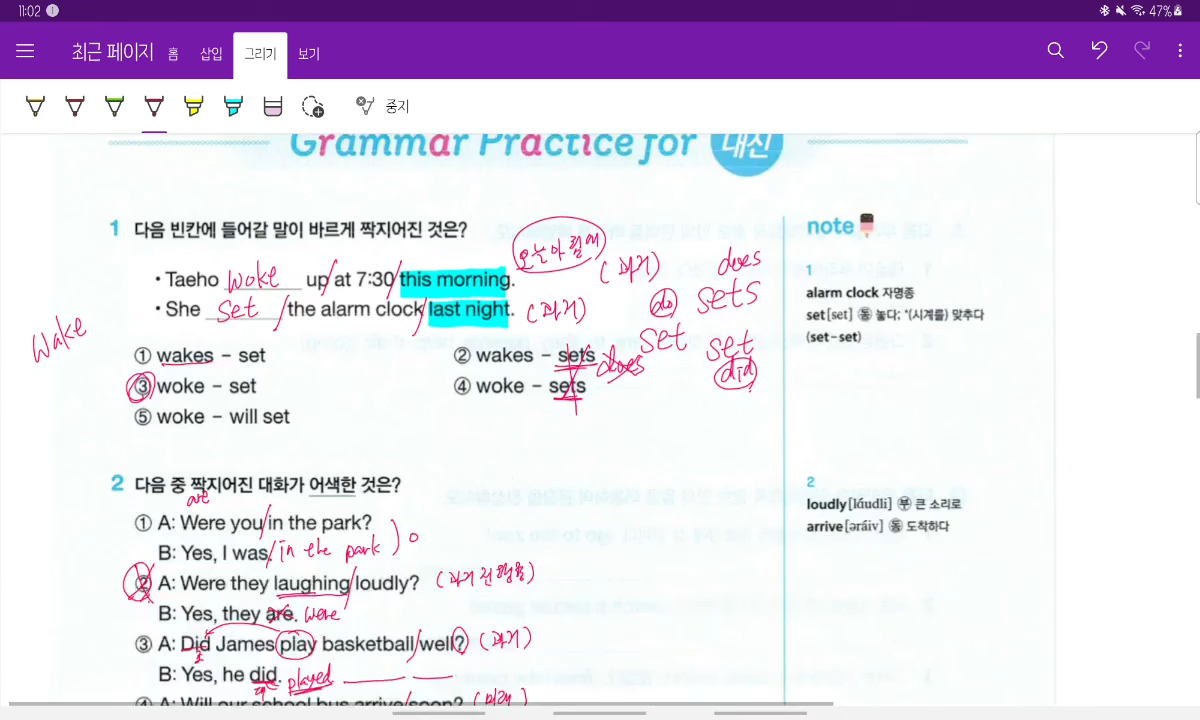 11:02
47%
최근 페이지 홈 삽입 그리기 보기
중지
Grammar Practice for 내신
1 다음 빈칸에 들어갈 말이 바르게 짝지어진 것은?
오늘아침에
· Taeho woke up/at 7:30/this morning. (과거)
· She set /the alarm clock/last night. (과거)
does
do sets
set set
did
wake
① wakes – set
② wakes – sets does
③ woke – set
④ woke – sets
⑤ woke – will set
note
1
alarm clock 자명종
set[set] 동 놓다; *(시계를) 맞추다
(set-set)
2 다음 중 짝지어진 대화가 어색한 것은?
are
① A: Were you/in the park?
B: Yes, I was./in the park
② A: Were they laughing/loudly? (과거진행용)
B: Yes, they are. were
③ A: Did James play basketball/well? (과거)
B: Yes, he did. played
④ A: Will our school bus arrive/soon? (미래)
2
loudly[láudli] 부 큰 소리로
arrive[əráiv] 동 도착하다